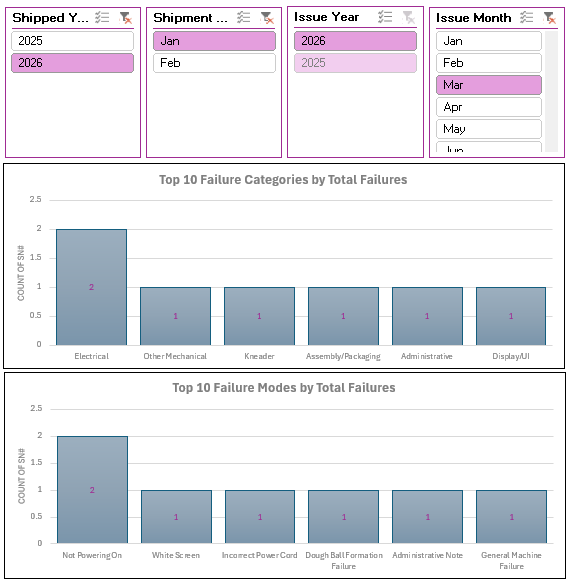 Shipped Y... Shipment ... Issue Year Issue Month
2025 Jan 2026 Jan
2026 Feb 2025 Feb
Mar
Apr
May
Jun
Top 10 Failure Categories by Total Failures
COUNT OF SN#
2.5
2
1.5
1
0.5
0
2 1 1 1 1 1
Electrical Other Mechanical Kneader Assembly/Packaging Administrative Display/UI
Top 10 Failure Modes by Total Failures
COUNT OF SN#
2.5
2
1.5
1
0.5
0
2 1 1 1 1 1
Not Powering On White Screen Incorrect Power Cord Dough Ball Formation Administrative Note General Machine
Failure Failure